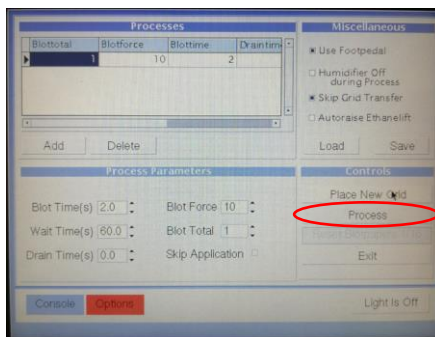 Processes
Blottotal Blotforce Blottime Draintim
1 10 2
Add Delete
Miscellaneous
Use Footpedal
Humidifier Off
during Process
Skip Grid Transfer
Autoraise Ethanelift
Load Save
Process Parameters
Blot Time(s) 2.0 Blot Force 10
Wait Time(s) 60.0 Blot Total 1
Drain Time(s) 0.0 Skip Application
Controls
Place New Grid
Process
Exit
Console Options Light Is Off